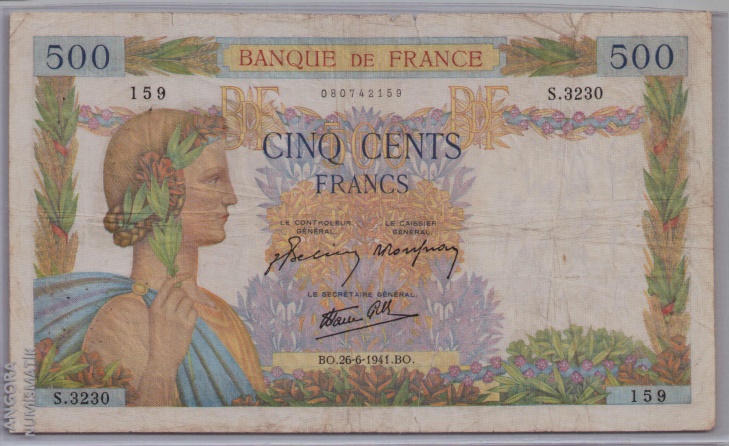 500 BANQUE DE FRANCE 500
159 080742159 S.3230
CINQ CENTS
FRANCS
LE CONTROLEUR LE CAISSIER
GÉNÉRAL. GÉNÉRAL.
LE SECRÉTAIRE GÉNÉRAL.
BO.26-6-1941.BO.
S.3230 159
ANGORA
NUMISMATIK